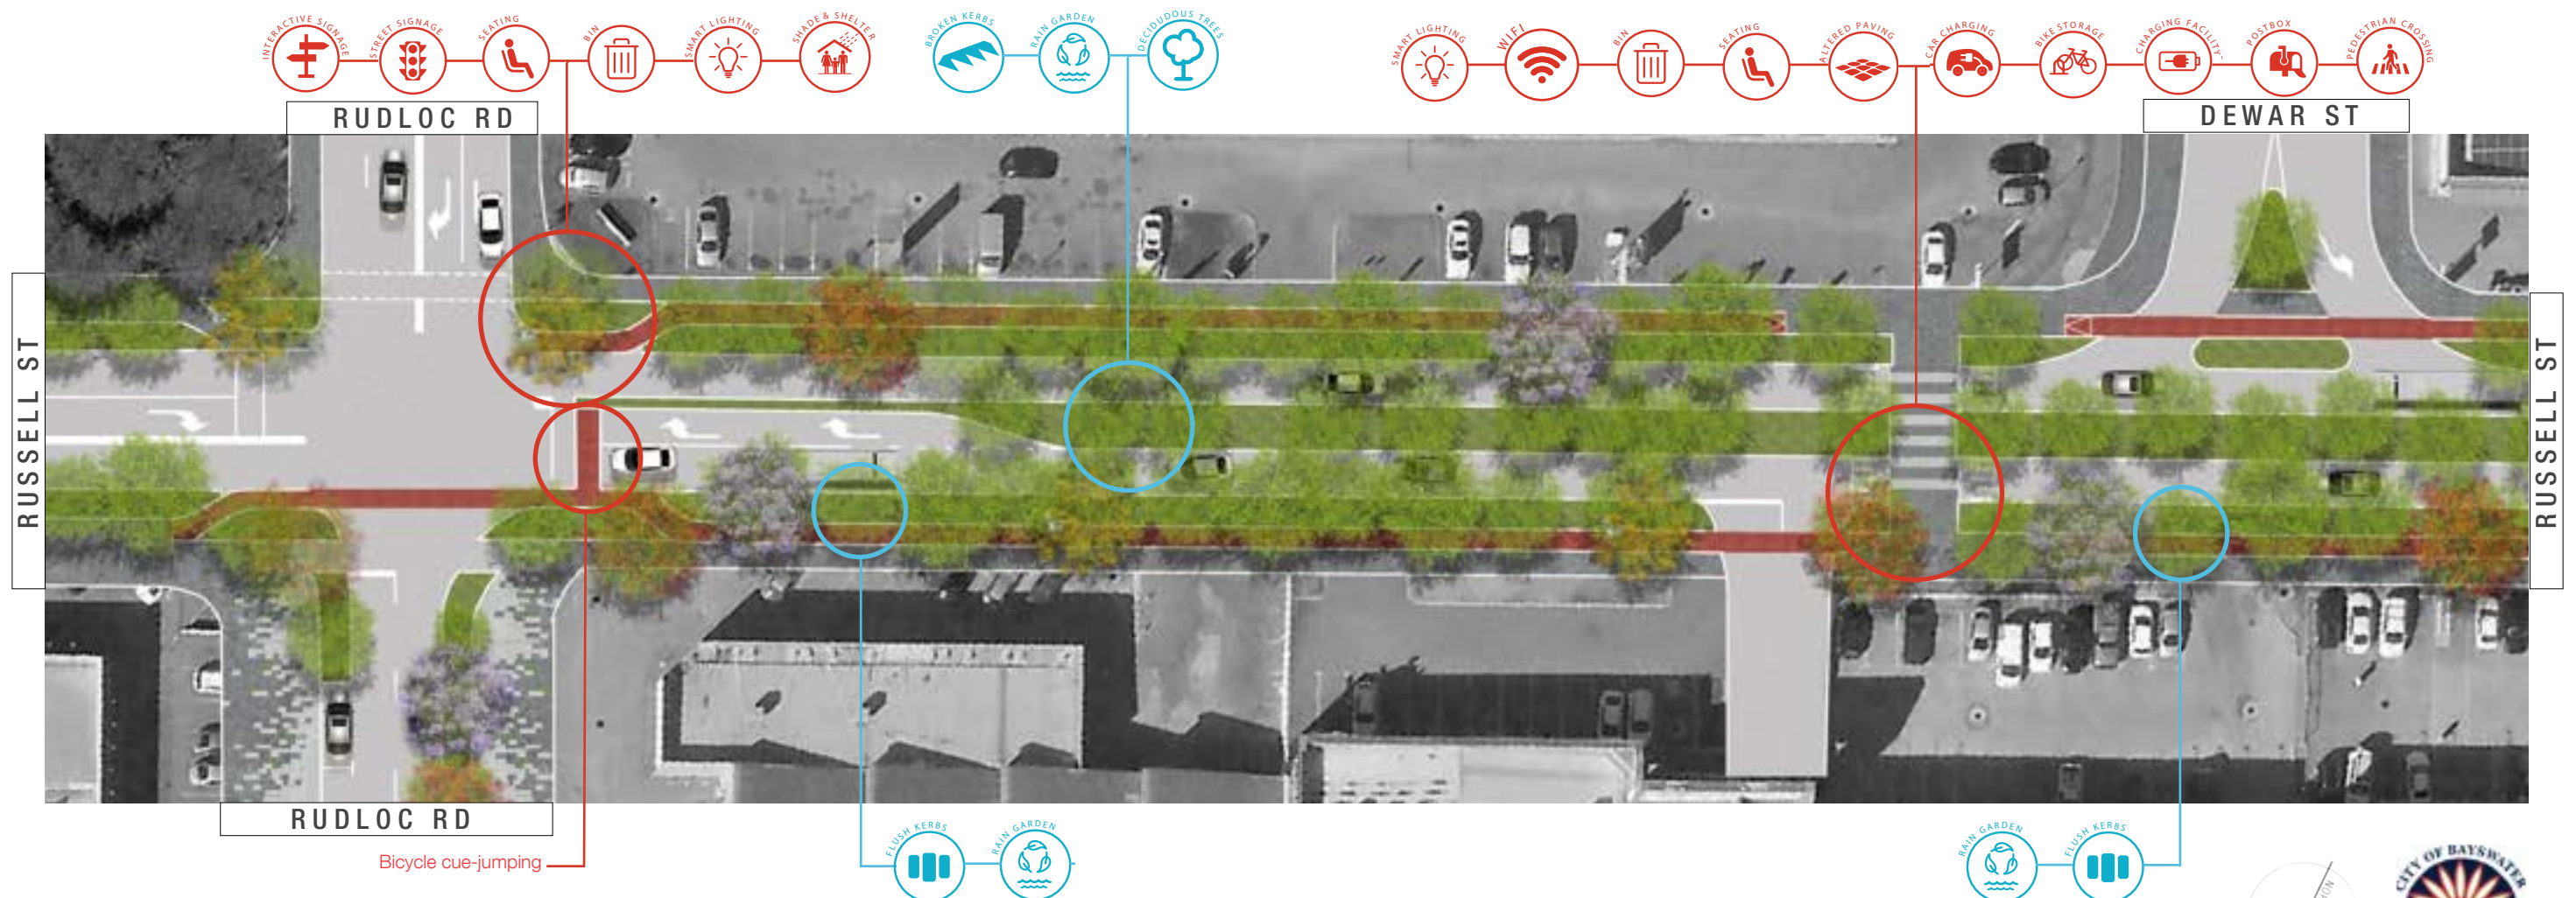 INTERACTIVE SIGNAGE
STREET SIGNAGE
SEATING
BIN
SMART LIGHTING
SHADE & SHELTER
BROKEN KERBS
RAIN GARDEN
DECIDUDOUS TREES
SMART LIGHTING
WIFI
BIN
SEATING
ALTERED PAVING
CAR CHARGING
BIKE STORAGE
CHARGING FACILITY
POSTBOX
PEDESTRIAN CROSSING
RUDLOC RD
DEWAR ST
RUSSELL ST
RUSSELL ST
RUDLOC RD
Bicycle cue-jumping
FLUSH KERBS
RAIN GARDEN
RAIN GARDEN
FLUSH KERBS
CITY OF BAYSWATER